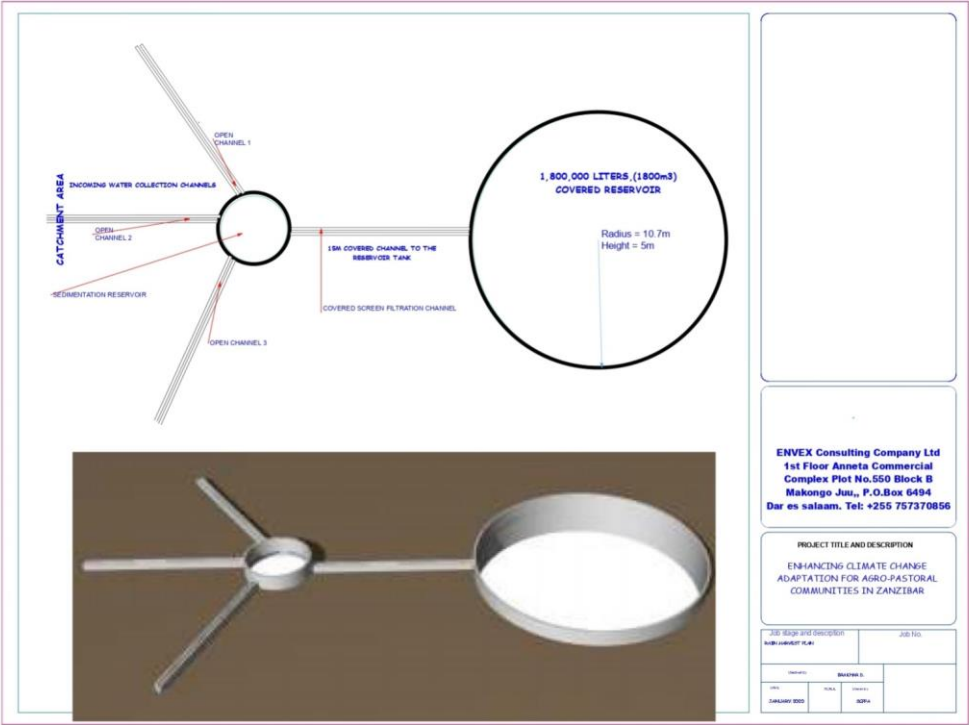 OPEN
CHANNEL 1
CATCHMENT AREA
INCOMING WATER COLLECTION CHANNELS
OPEN
CHANNEL 2
SEDIMENTATION RESERVOIR
OPEN CHANNEL 3
15M COVERED CHANNEL TO THE
RESERVOIR TANK
COVERED SCREEN FILTRATION CHANNEL
1,800,000 LITERS,(1800m3)
COVERED RESERVOIR
Radius = 10.7m
Height = 5m
ENVEX Consulting Company Ltd
1st Floor Anneta Commercial
Complex Plot No.550 Block B
Makongo Juu,, P.O.Box 6494
Dar es salaam. Tel: +255 757370856
PROJECT TITLE AND DESCRIPTION
ENHANCING CLIMATE CHANGE
ADAPTATION FOR AGRO-PASTORAL
COMMUNITIES IN ZANZIBAR
Job stage and description
Job No.
RAIN HARVEST PLAN